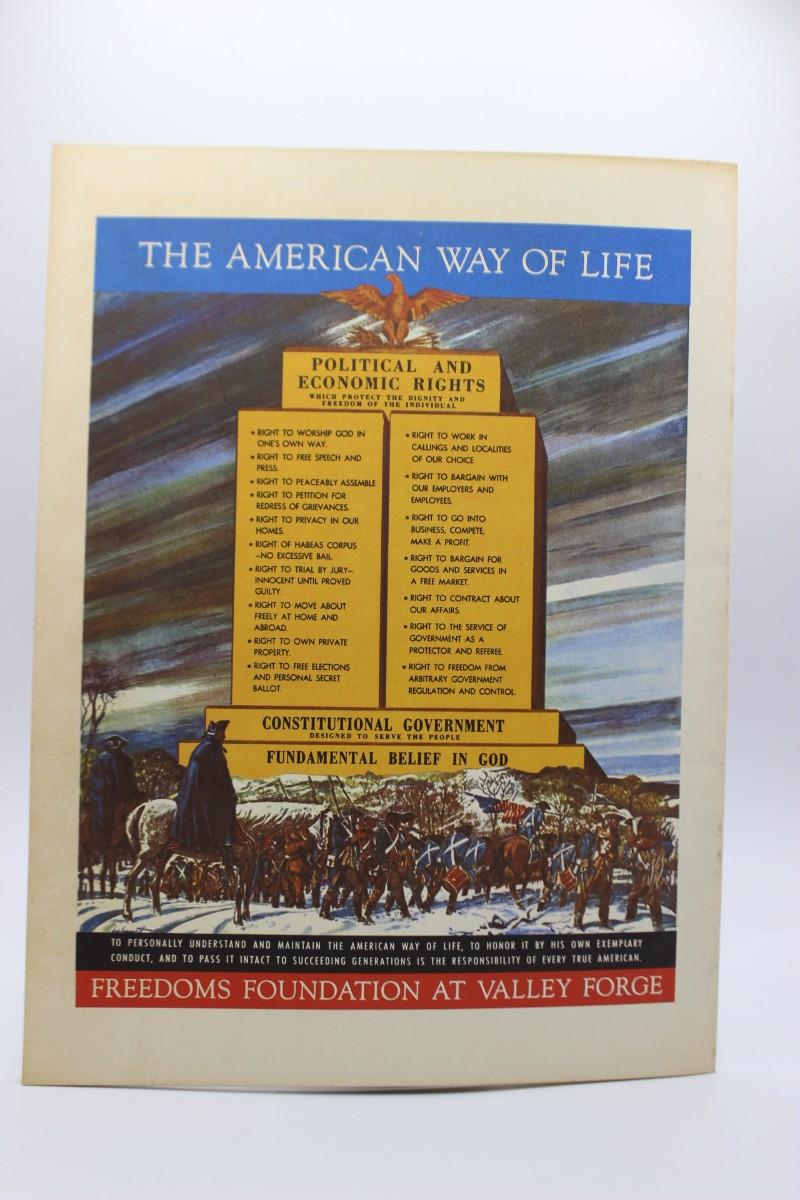 THE AMERICAN WAY OF LIFE
POLITICAL AND
ECONOMIC RIGHTS
WHICH PROTECT THE DIGNITY AND
FREEDOM OF THE INDIVIDUAL
★ RIGHT TO WORSHIP GOD IN
ONE'S OWN WAY.
★ RIGHT TO FREE SPEECH AND
PRESS.
★ RIGHT TO PEACEABLY ASSEMBLE
★ RIGHT TO PETITION FOR
REDRESS OF GRIEVANCES.
★ RIGHT TO PRIVACY IN OUR
HOMES.
★ RIGHT OF HABEAS CORPUS
—NO EXCESSIVE BAIL.
★ RIGHT TO TRIAL BY JURY—
INNOCENT UNTIL PROVED
GUILTY.
★ RIGHT TO MOVE ABOUT
FREELY AT HOME AND
ABROAD.
★ RIGHT TO OWN PRIVATE
PROPERTY.
★ RIGHT TO FREE ELECTIONS
AND PERSONAL SECRET
BALLOT.
★ RIGHT TO WORK IN
CALLINGS AND LOCALITIES
OF OUR CHOICE.
★ RIGHT TO BARGAIN WITH
OUR EMPLOYERS AND
EMPLOYEES.
★ RIGHT TO GO INTO
BUSINESS, COMPETE,
MAKE A PROFIT.
★ RIGHT TO BARGAIN FOR
GOODS AND SERVICES IN
A FREE MARKET.
★ RIGHT TO CONTRACT ABOUT
OUR AFFAIRS.
★ RIGHT TO THE SERVICE OF
GOVERNMENT AS A
PROTECTOR AND REFEREE.
★ RIGHT TO FREEDOM FROM
ARBITRARY GOVERNMENT
REGULATION AND CONTROL.
CONSTITUTIONAL GOVERNMENT
DESIGNED TO SERVE THE PEOPLE
FUNDAMENTAL BELIEF IN GOD
TO PERSONALLY UNDERSTAND AND MAINTAIN THE AMERICAN WAY OF LIFE, TO HONOR IT BY HIS OWN EXEMPLARY
CONDUCT, AND TO PASS IT INTACT TO SUCCEEDING GENERATIONS IS THE RESPONSIBILITY OF EVERY TRUE AMERICAN.
FREEDOMS FOUNDATION AT VALLEY FORGE